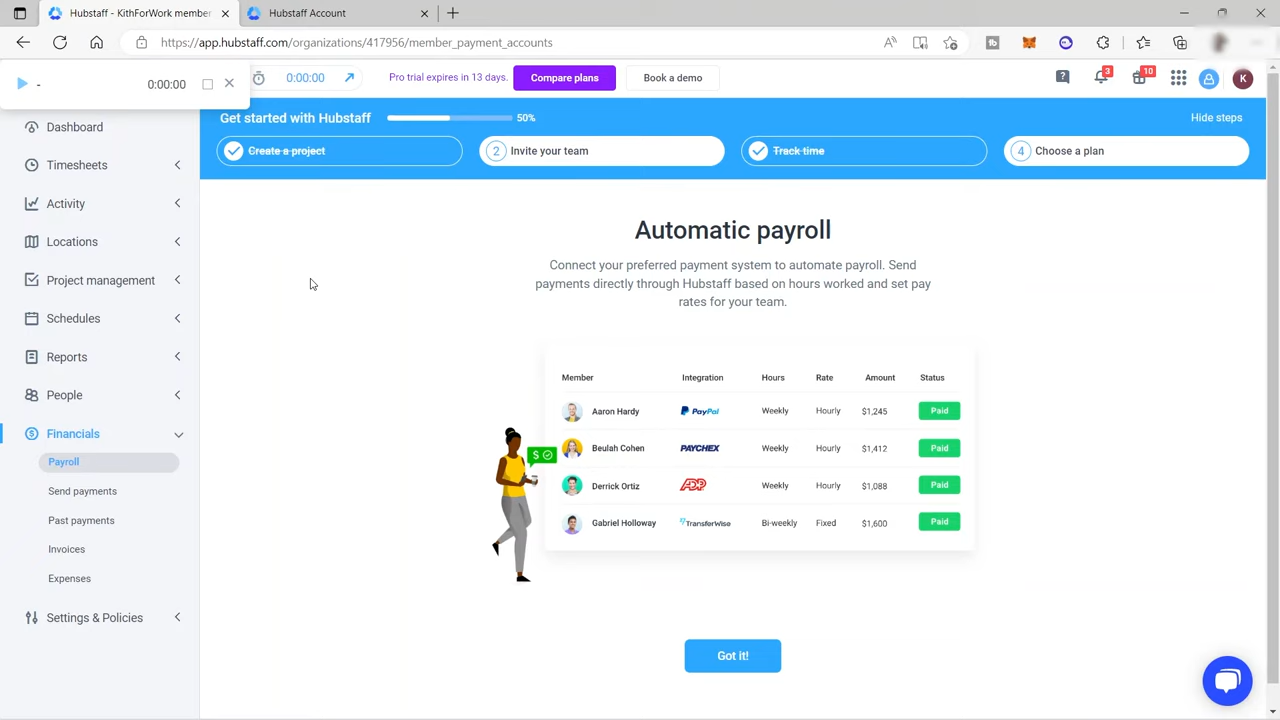 Hubstaff - KithForWork member
Hubstaff Account
https://app.hubstaff.com/organizations/417956/member_payment_accounts
-
0:00:00
0:00:00
Pro trial expires in 13 days.
Compare plans
Book a demo
?
3
10
K
Get started with Hubstaff
50%
Hide steps
Create a project
2
Invite your team
Track time
4
Choose a plan
Dashboard
Timesheets
Activity
Locations
Project management
Schedules
Reports
People
Financials
Payroll
Send payments
Past payments
Invoices
Expenses
Settings & Policies
Automatic payroll
Connect your preferred payment system to automate payroll. Send
payments directly through Hubstaff based on hours worked and set pay
rates for your team.
Member Integration Hours Rate Amount Status
Aaron Hardy PayPal Weekly Hourly $1,245 Paid
Beulah Cohen PAYCHEX Weekly Hourly $1,412 Paid
Derrick Ortiz ADP Weekly Hourly $1,088 Paid
Gabriel Holloway TransferWise Bi-weekly Fixed $1,600 Paid
$
Got it!